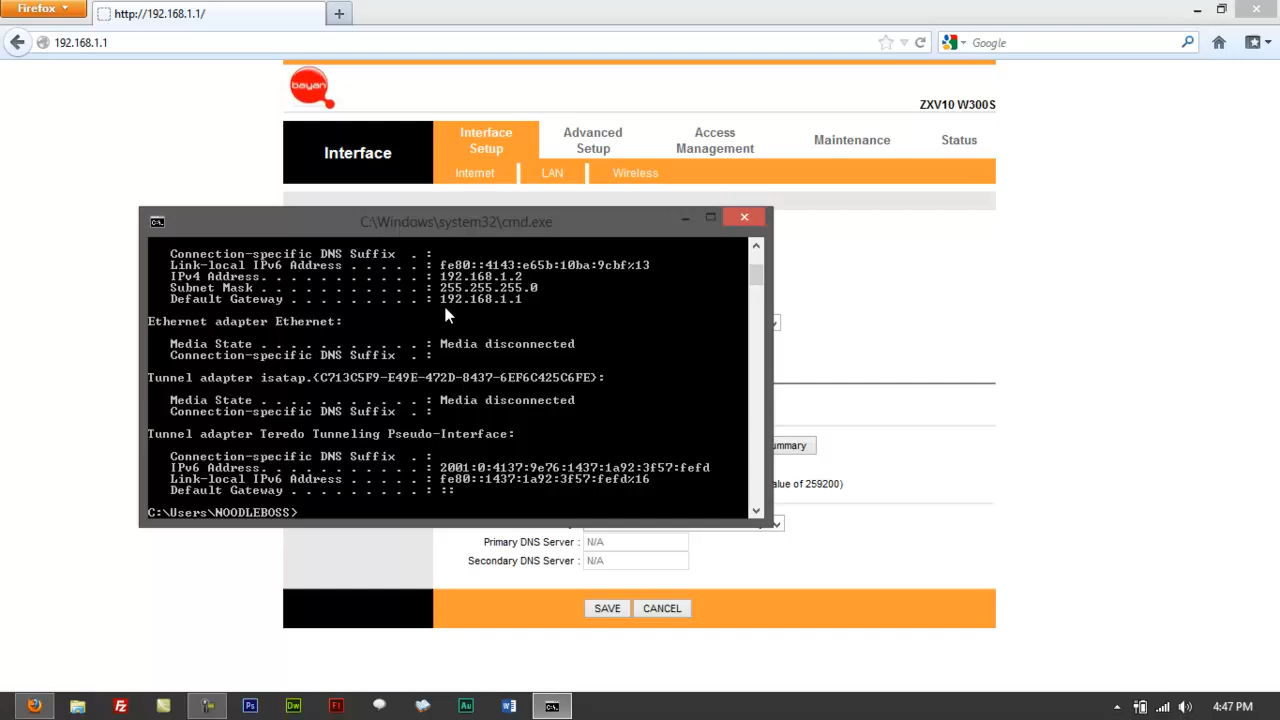 Firefox
http://192.168.1.1/
192.168.1.1
Google
bayan
ZXV10 W300S
Interface
Interface Setup
Advanced Setup
Access Management
Maintenance
Status
Internet
LAN
Wireless
C:\Windows\system32\cmd.exe
Connection-specific DNS Suffix . :
Link-local IPv6 Address . . . . . : fe80::4143:e65b:10ba:9cbf%13
IPv4 Address. . . . . . . . . . . : 192.168.1.2
Subnet Mask . . . . . . . . . . . : 255.255.255.0
Default Gateway . . . . . . . . . : 192.168.1.1
Ethernet adapter Ethernet:
Media State . . . . . . . . . . . : Media disconnected
Connection-specific DNS Suffix . :
Tunnel adapter isatap.{C713C5F9-E49E-472D-8437-6EF6C425C6FE}:
Media State . . . . . . . . . . . : Media disconnected
Connection-specific DNS Suffix . :
Tunnel adapter Teredo Tunneling Pseudo-Interface:
Connection-specific DNS Suffix . :
IPv6 Address. . . . . . . . . . . : 2001:0:4137:9e76:1437:1a92:3f57:fefd
Link-local IPv6 Address . . . . . : fe80::1437:1a92:3f57:fefd%16
Default Gateway . . . . . . . . . : ::
C:\Users\NOODLEBOSS>
ummary
alue of 259200)
Primary DNS Server : N/A
Secondary DNS Server : N/A
SAVE
CANCEL
Fz
Ps
Dw
Fl
Au
W
4:47 PM